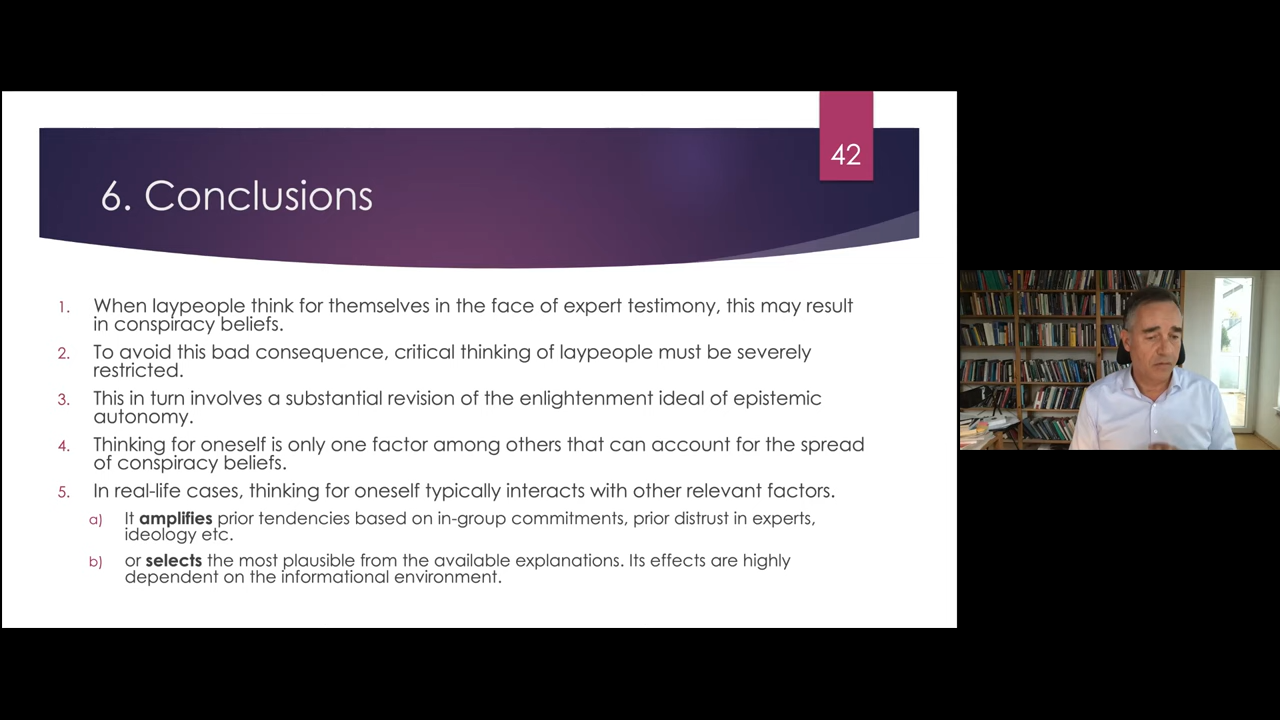 42
6. Conclusions
1. When laypeople think for themselves in the face of expert testimony, this may result
in conspiracy beliefs.
2. To avoid this bad consequence, critical thinking of laypeople must be severely
restricted.
3. This in turn involves a substantial revision of the enlightenment ideal of epistemic
autonomy.
4. Thinking for oneself is only one factor among others that can account for the spread
of conspiracy beliefs.
5. In real-life cases, thinking for oneself typically interacts with other relevant factors.
a) It amplifies prior tendencies based on in-group commitments, prior distrust in experts,
ideology etc.
b) or selects the most plausible from the available explanations. Its effects are highly
dependent on the informational environment.